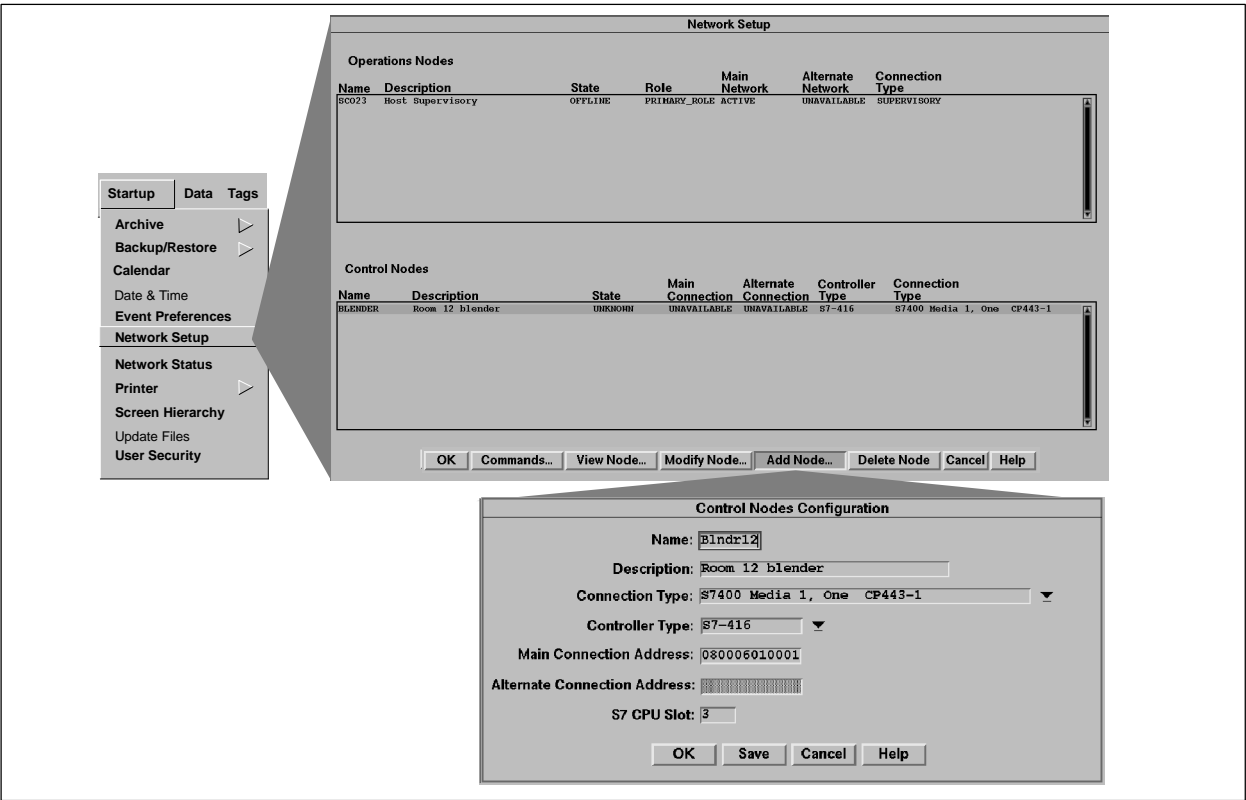 Network Setup
Operations Nodes
Name Description State Role Main Network Alternate Network Connection Type
SCO23 Host Supervisory OFFLINE PRIMARY_ROLE ACTIVE UNAVAILABLE SUPERVISORY
Startup Data Tags
Archive
Backup/Restore
Calendar
Date & Time
Event Preferences
Network Setup
Network Status
Printer
Screen Hierarchy
Update Files
User Security
Control Nodes
Name Description State Main Connection Alternate Connection Controller Type Connection Type
BLENDER Room 12 blender UNKNOWN UNAVAILABLE UNAVAILABLE S7-416 S7400 Media 1, One CP443-1
OK Commands... View Node... Modify Node... Add Node... Delete Node Cancel Help
Control Nodes Configuration
Name: Blndr12
Description: Room 12 blender
Connection Type: S7400 Media 1, One CP443-1
Controller Type: S7-416
Main Connection Address: 080006010001
Alternate Connection Address:
S7 CPU Slot: 3
OK Save Cancel Help